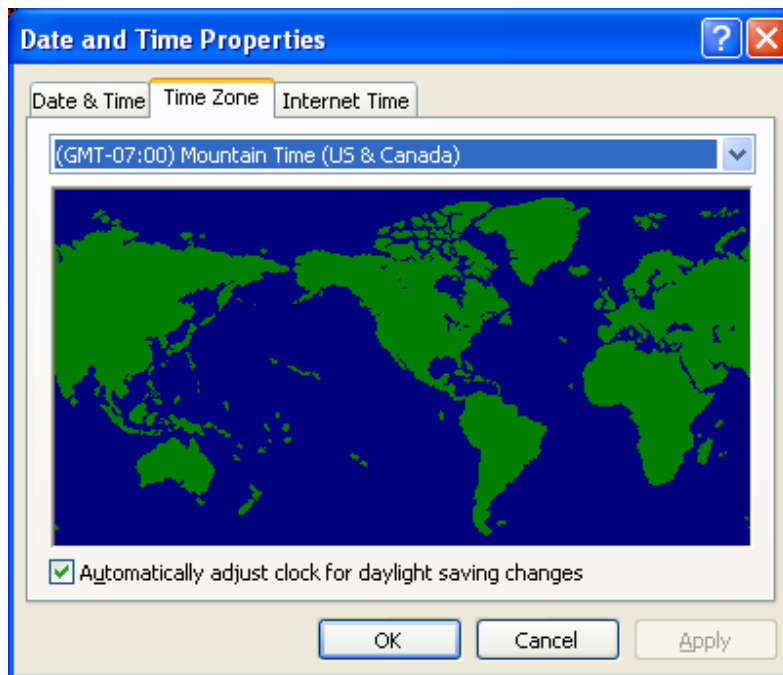 Date and Time Properties
Date & Time Time Zone Internet Time
(GMT-07:00) Mountain Time (US & Canada)
Automatically adjust clock for daylight saving changes
OK Cancel Apply